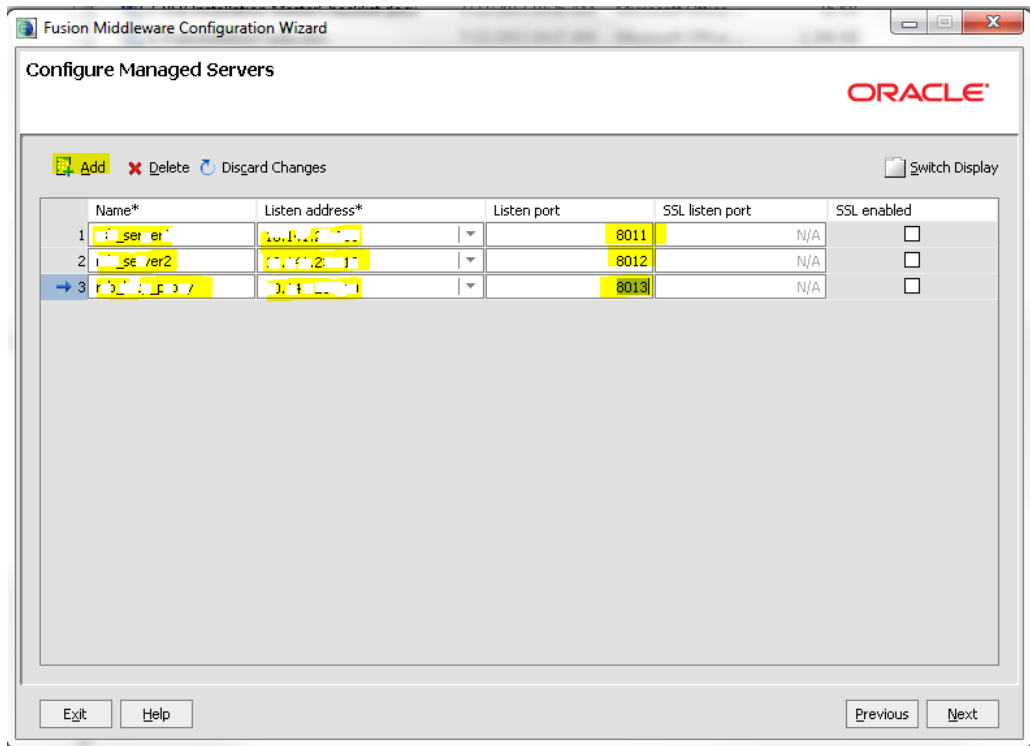 Fusion Middleware Configuration Wizard
Configure Managed Servers
ORACLE
Add Delete Discard Changes Switch Display
Name* Listen address* Listen port SSL listen port SSL enabled
1 8011 N/A
2 8012 N/A
3 8013 N/A
Exit Help Previous Next